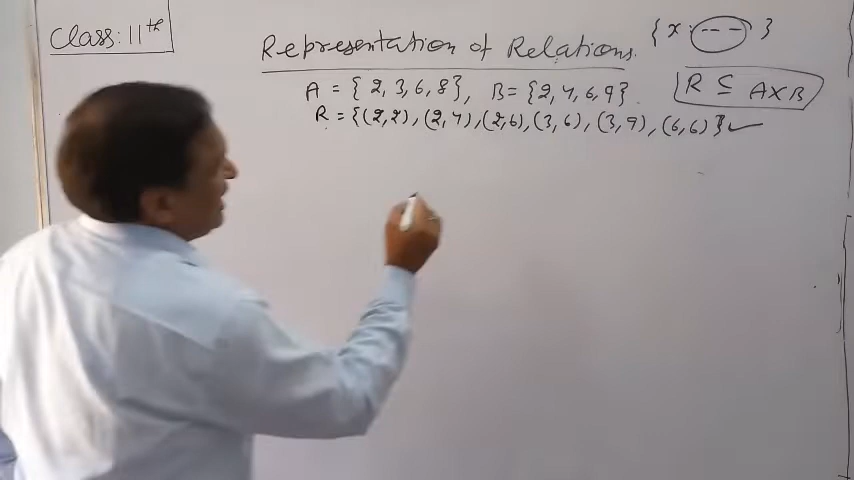 Class: 11th
Representation of Relations.
{ x : --- }
A = { 2, 3, 6, 8 }, B = { 2, 4, 6, 9 }.
R ⊆ A×B
R = {(2,2), (2,4), (2,6), (3,6), (3,9), (6,6)}